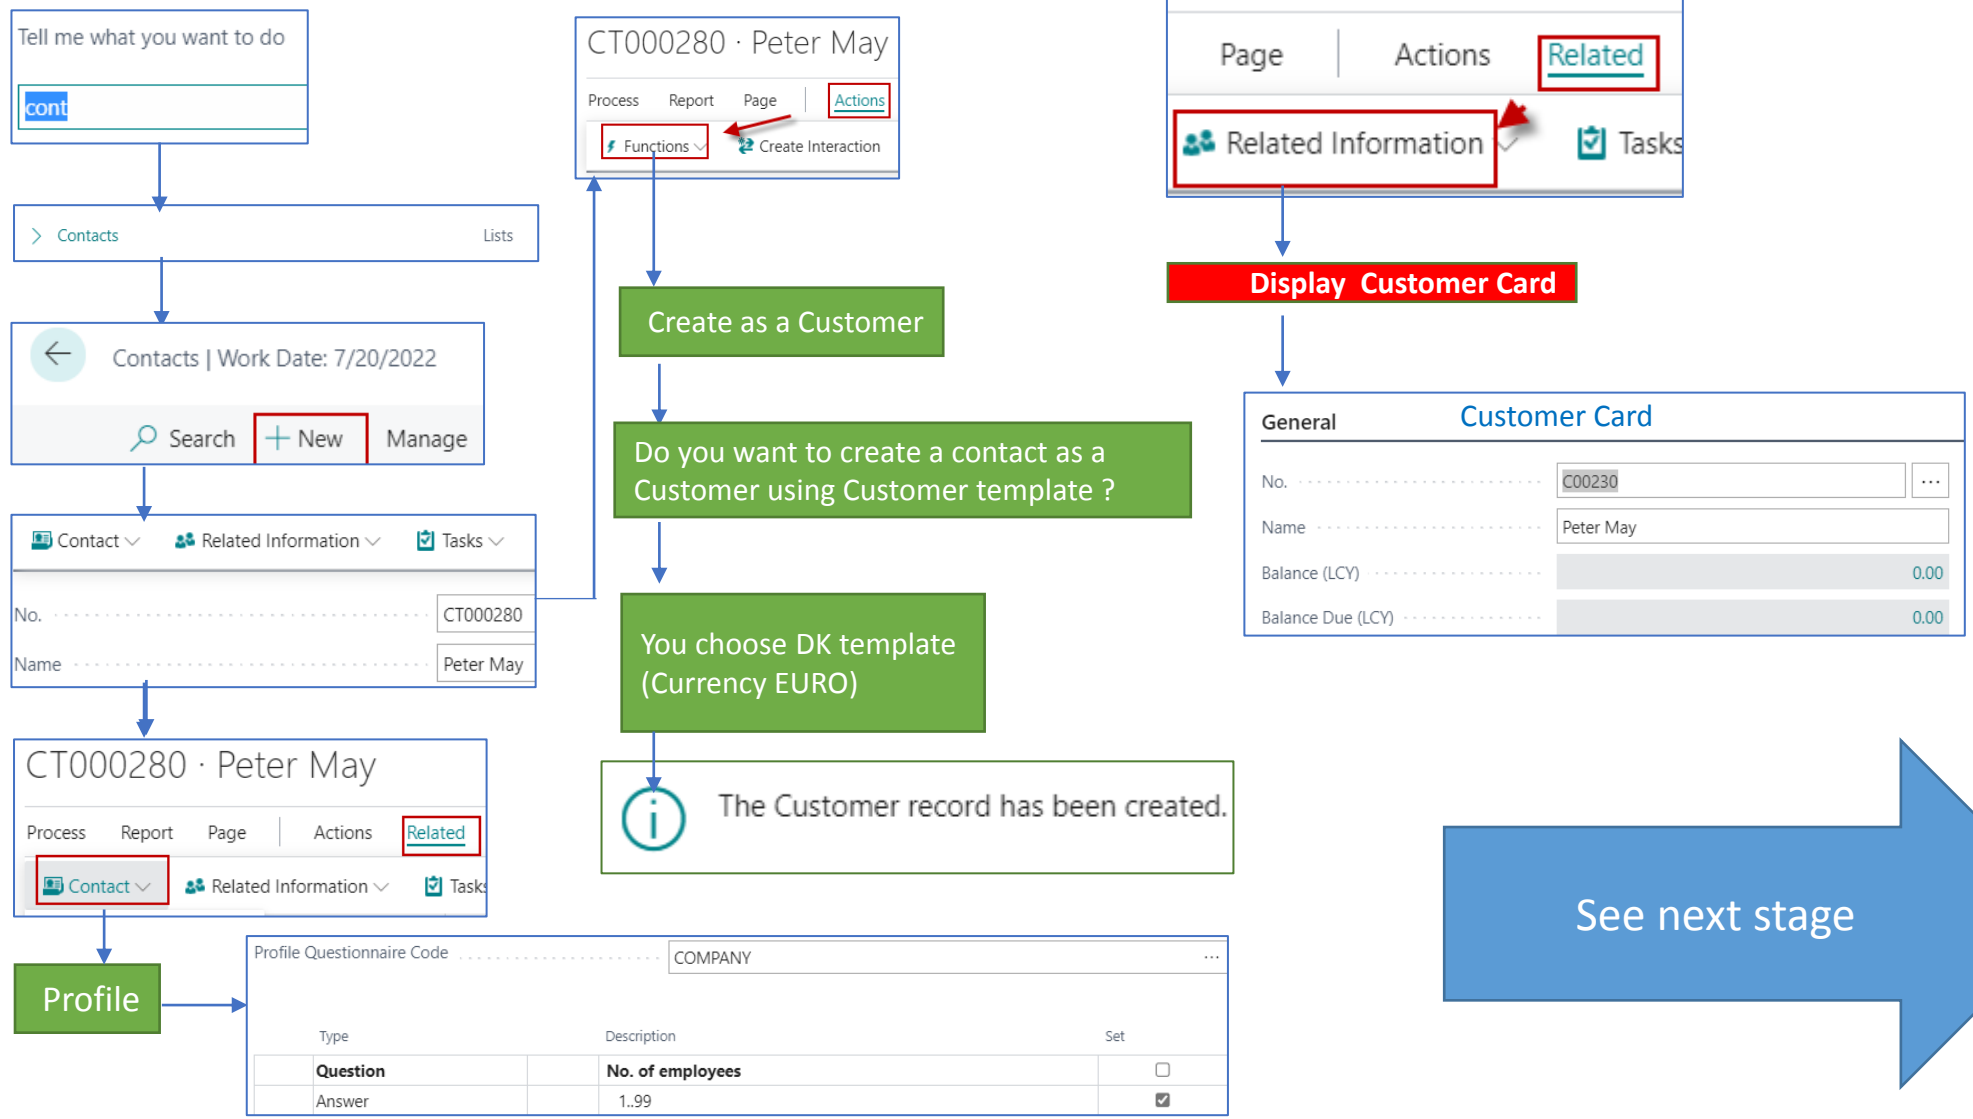 Tell me what you want to do
cont
Contacts Lists
Contacts | Work Date: 7/20/2022
Search + New Manage
Contact Related Information Tasks
No. CT000280
Name Peter May
CT000280 · Peter May
Process Report Page Actions Related
Contact Related Information Tasks
Profile
Profile Questionnaire Code COMPANY ...
Type Description Set
Question No. of employees
Answer 1..99
CT000280 · Peter May
Process Report Page Actions
Functions Create Interaction
Create as a Customer
Do you want to create a contact as a
Customer using Customer template ?
You choose DK template
(Currency EURO)
The Customer record has been created.
Page Actions Related
Related Information Tasks
Display Customer Card
General Customer Card
No. C00230 ...
Name Peter May
Balance (LCY) 0.00
Balance Due (LCY) 0.00
See next stage